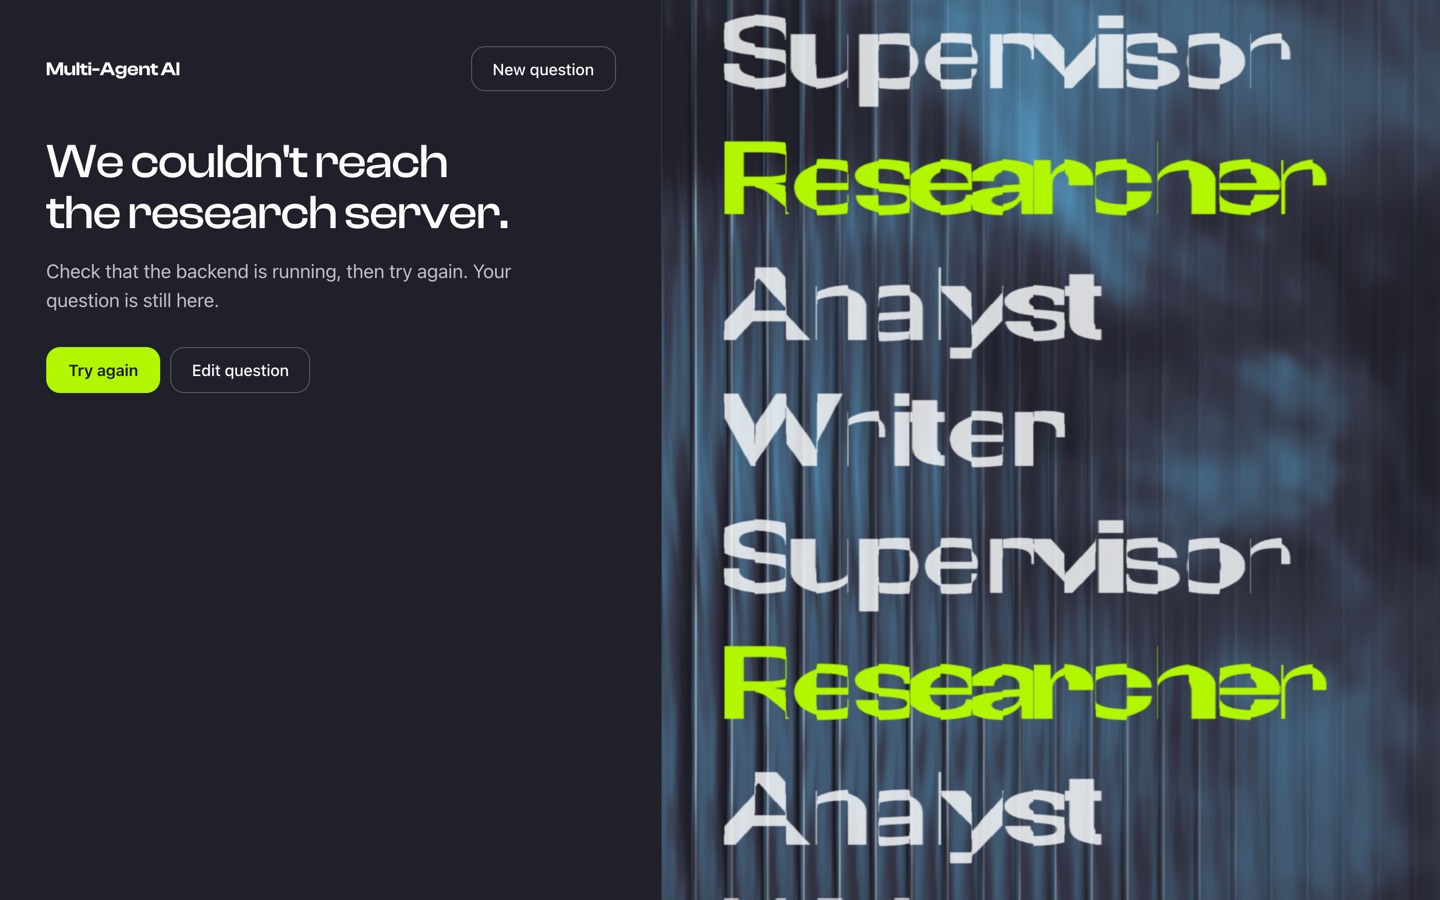 Multi-Agent AI
New question
We couldn't reach
the research server.
Check that the backend is running, then try again. Your
question is still here.
Try again
Edit question
Supervisor
Researcher
Analyst
Writer
Supervisor
Researcher
Analyst